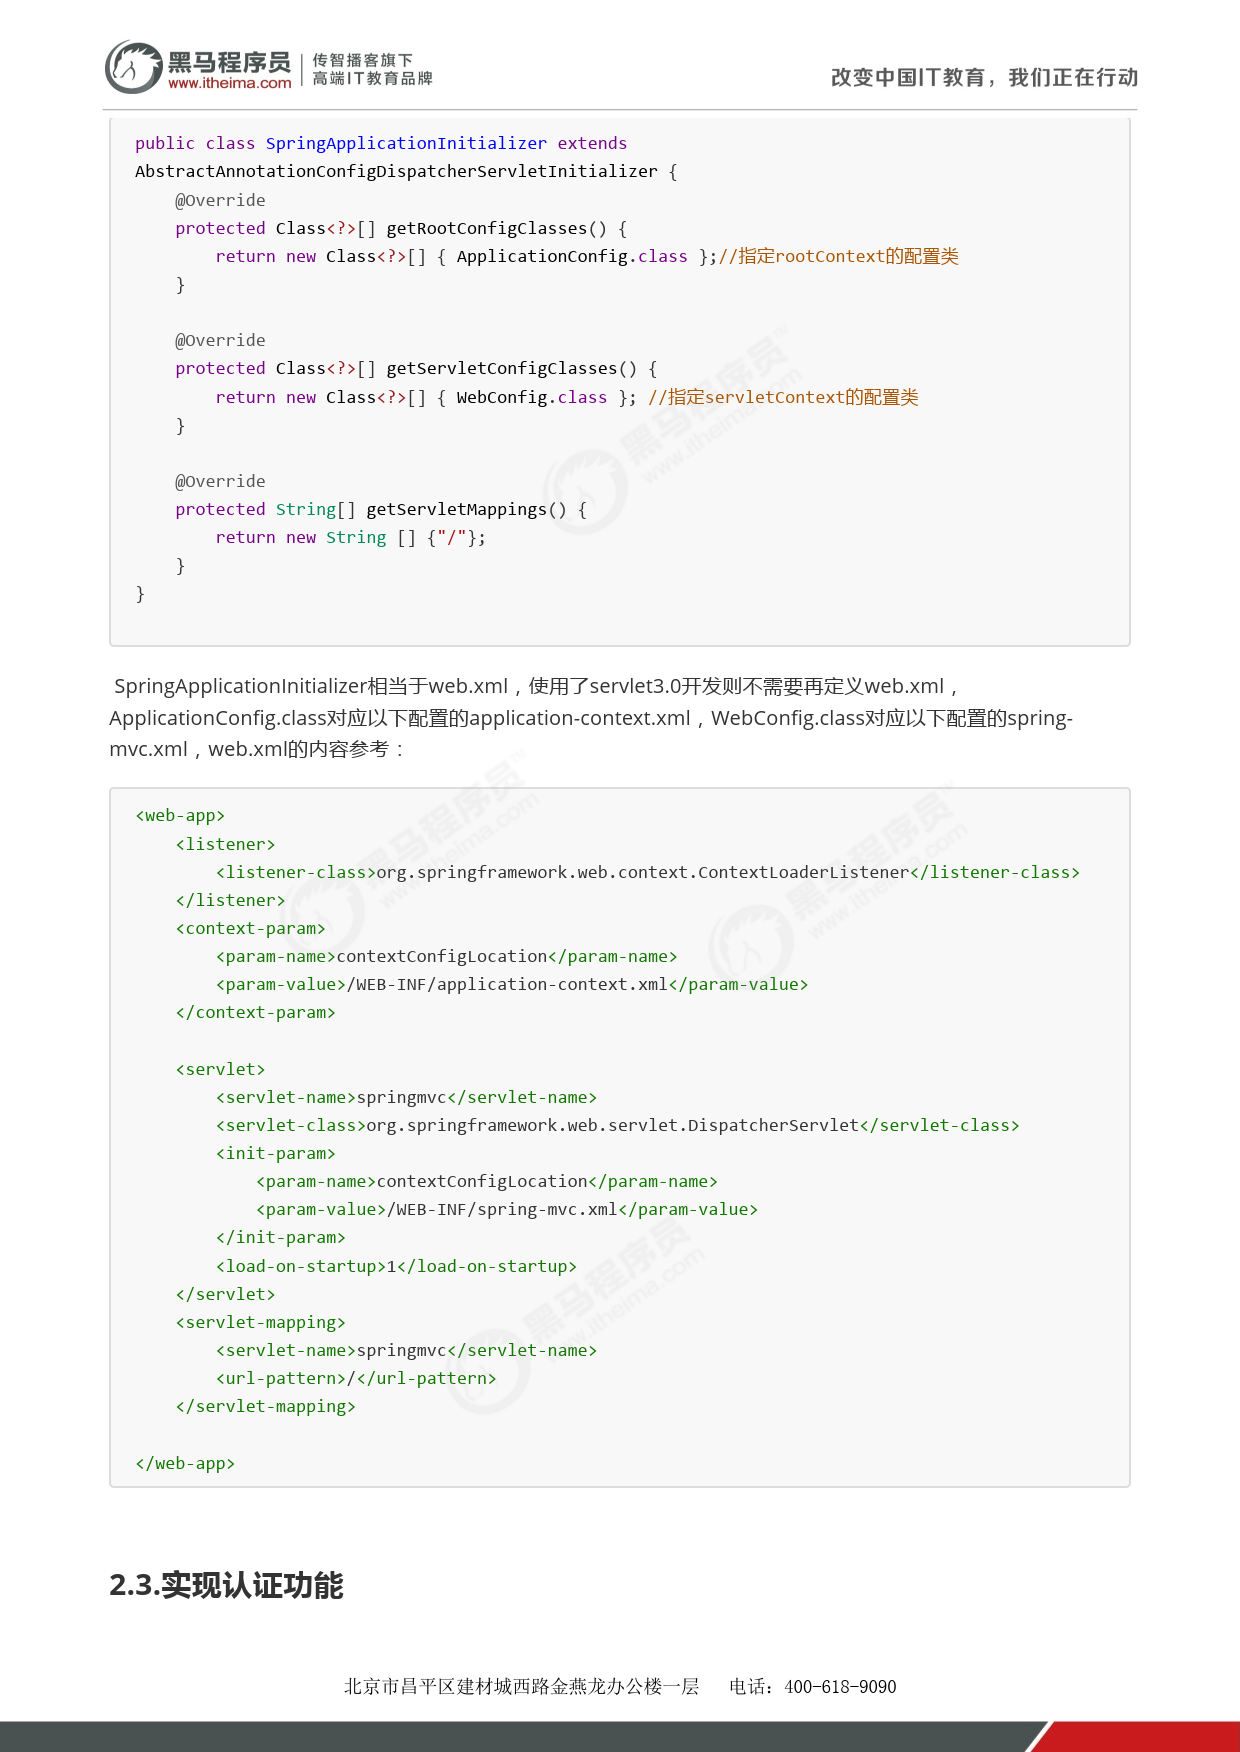 黑马程序员
www.itheima.com
传智播客旗下
高端IT教育品牌
改变中国IT教育，我们正在行动
public class SpringApplicationInitializer extends
AbstractAnnotationConfigDispatcherServletInitializer {
    @Override
    protected Class<?>[] getRootConfigClasses() {
        return new Class<?>[] { ApplicationConfig.class };//指定rootContext的配置类
    }
    @Override
    protected Class<?>[] getServletConfigClasses() {
        return new Class<?>[] { WebConfig.class }; //指定servletContext的配置类
    }
    @Override
    protected String[] getServletMappings() {
        return new String [] {"/"};
    }
}
SpringApplicationInitializer相当于web.xml，使用了servlet3.0开发则不需要再定义web.xml，
ApplicationConfig.class对应以下配置的application-context.xml，WebConfig.class对应以下配置的spring-
mvc.xml，web.xml的内容参考：
<web-app>
    <listener>
        <listener-class>org.springframework.web.context.ContextLoaderListener</listener-class>
    </listener>
    <context-param>
        <param-name>contextConfigLocation</param-name>
        <param-value>/WEB-INF/application-context.xml</param-value>
    </context-param>
    <servlet>
        <servlet-name>springmvc</servlet-name>
        <servlet-class>org.springframework.web.servlet.DispatcherServlet</servlet-class>
        <init-param>
            <param-name>contextConfigLocation</param-name>
            <param-value>/WEB-INF/spring-mvc.xml</param-value>
        </init-param>
        <load-on-startup>1</load-on-startup>
    </servlet>
    <servlet-mapping>
        <servlet-name>springmvc</servlet-name>
        <url-pattern>/</url-pattern>
    </servlet-mapping>
</web-app>
2.3.实现认证功能
北京市昌平区建材城西路金燕龙办公楼一层 电话：400-618-9090